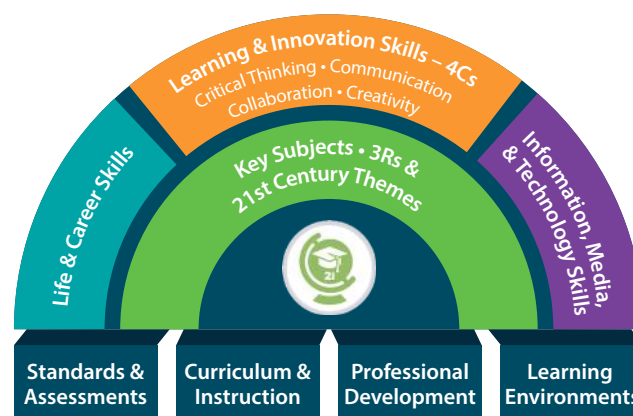 Learning & Innovation Skills – 4Cs
Critical Thinking • Communication
Collaboration • Creativity
Life & Career Skills
Key Subjects • 3Rs &
21st Century Themes
Information, Media,
& Technology Skills
21
Standards &
Assessments
Curriculum &
Instruction
Professional
Development
Learning
Environments